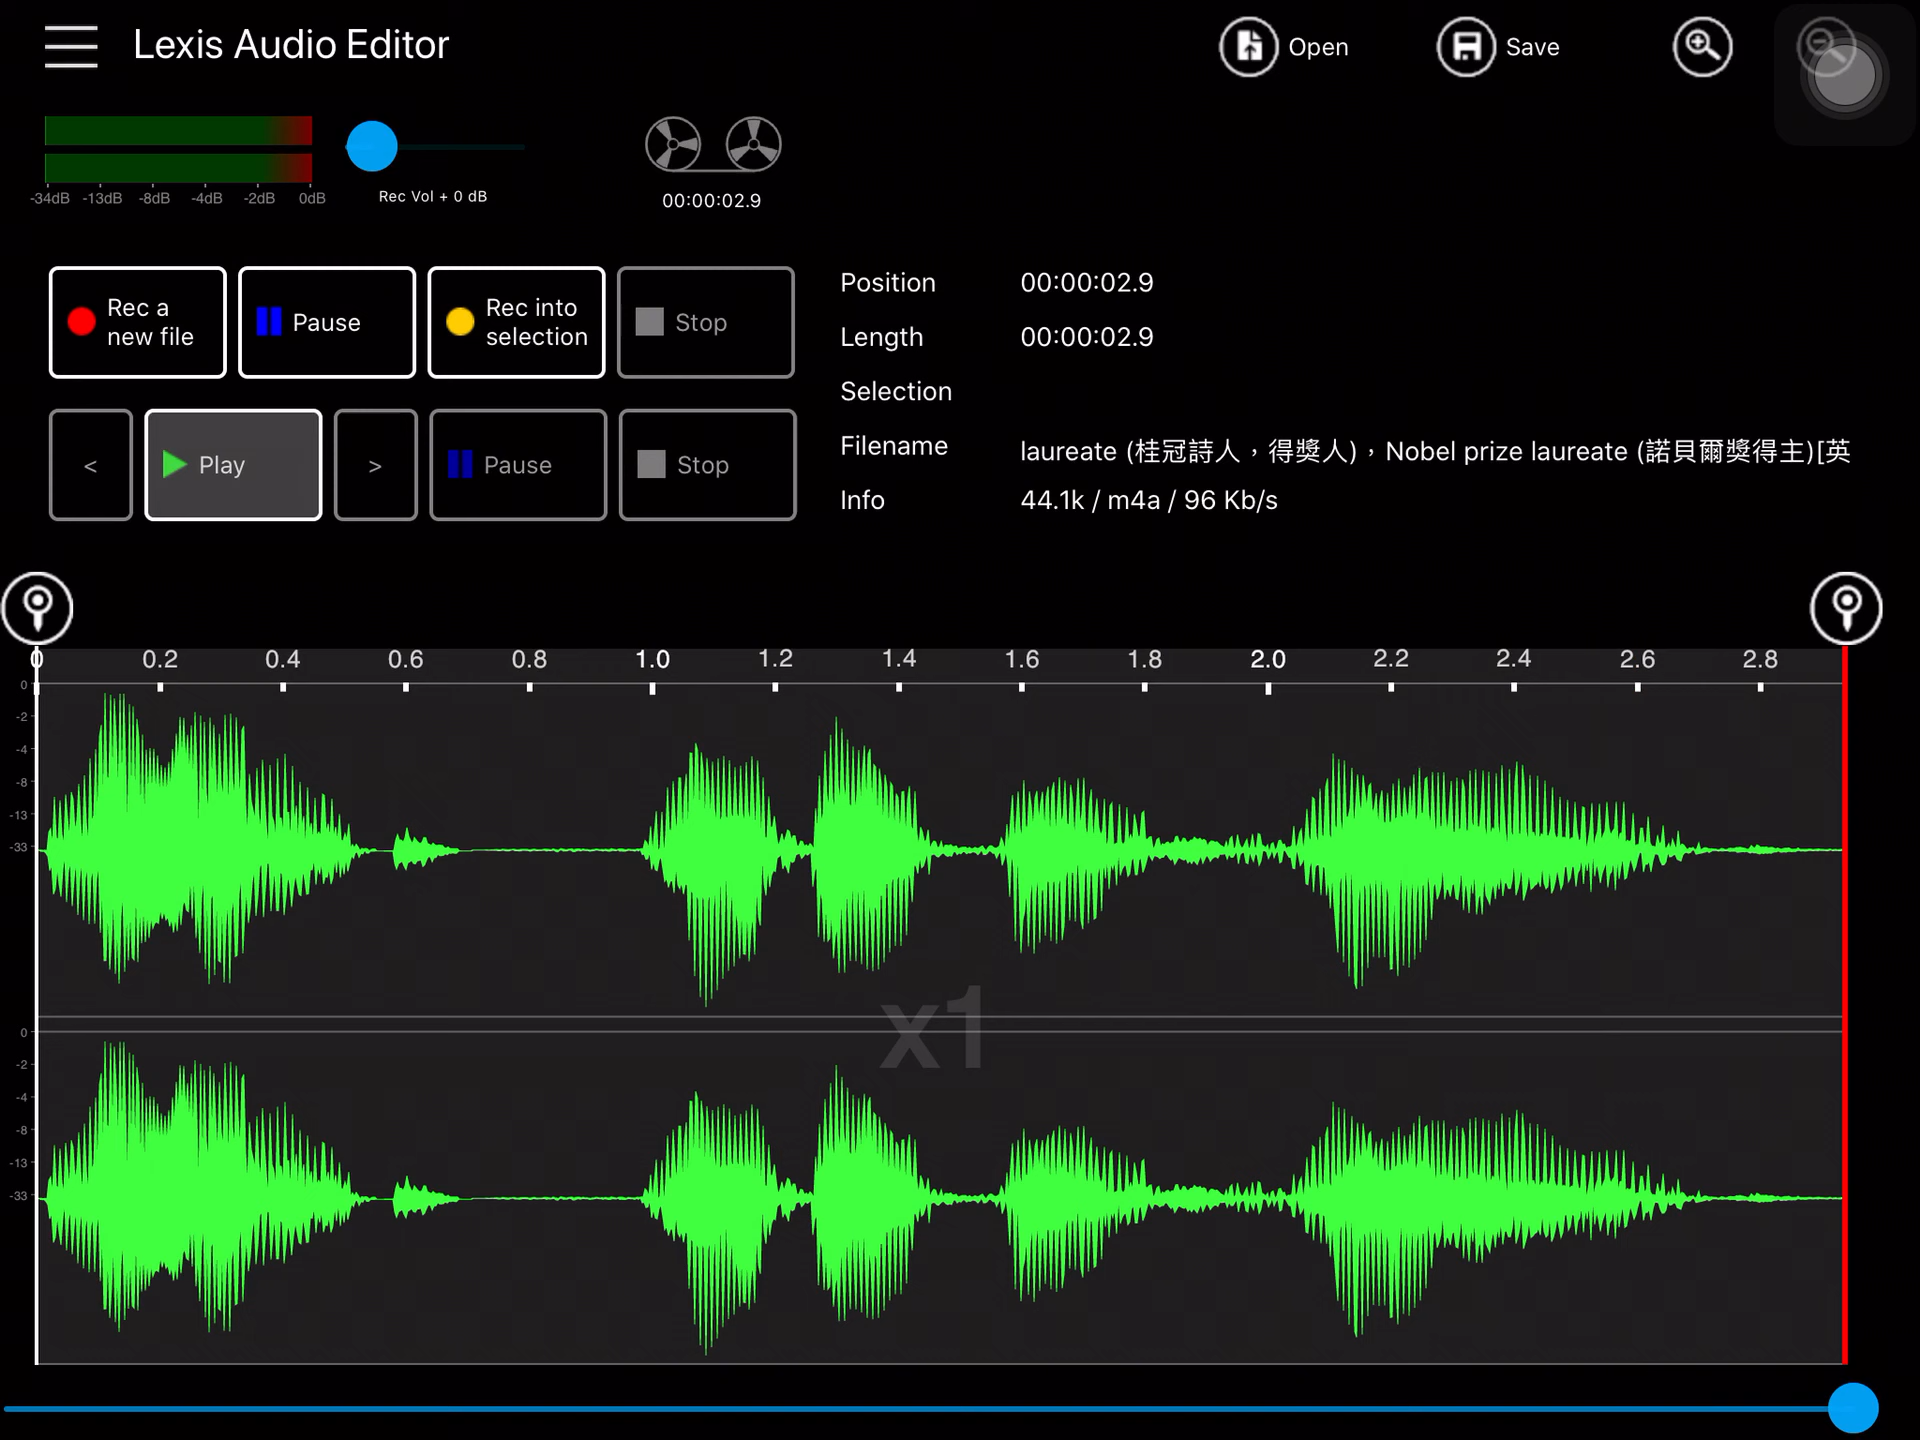 Lexis Audio Editor
Open
Save
-34dB -13dB -8dB -4dB -2dB 0dB
Rec Vol + 0 dB
00:00:02.9
Rec a
new file
Pause
Rec into
selection
Stop
<
Play
>
Pause
Stop
Position 00:00:02.9
Length 00:00:02.9
Selection
Filename laureate (桂冠詩人，得獎人)，Nobel prize laureate (諾貝爾獎得主)[英
Info 44.1k / m4a / 96 Kb/s
0 0.2 0.4 0.6 0.8 1.0 1.2 1.4 1.6 1.8 2.0 2.2 2.4 2.6 2.8
0
-2
-4
-8
-13
-33
x1
0
-2
-4
-8
-13
-33